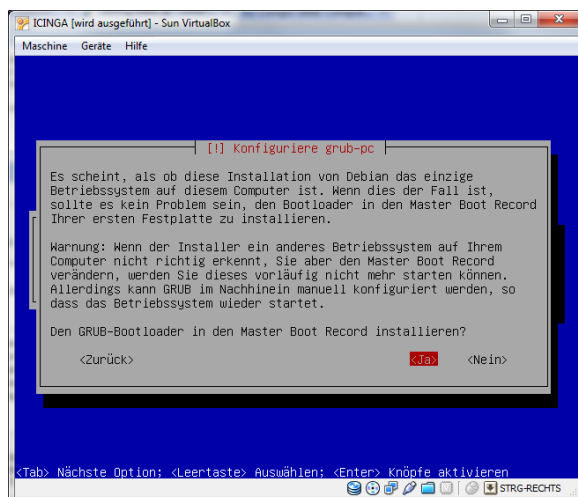 ICINGA [wird ausgeführt] - Sun VirtualBox
Maschine Geräte Hilfe
[!] Konfiguriere grub-pc
Es scheint, als ob diese Installation von Debian das einzige
Betriebssystem auf diesem Computer ist. Wenn dies der Fall ist,
sollte es kein Problem sein, den Bootloader in den Master Boot Record
Ihrer ersten Festplatte zu installieren.
Warnung: Wenn der Installer ein anderes Betriebssystem auf Ihrem
Computer nicht richtig erkennt, Sie aber den Master Boot Record
verändern, werden Sie dieses vorläufig nicht mehr starten können.
Allerdings kann GRUB im Nachhinein manuell konfiguriert werden, so
dass das Betriebssystem wieder startet.
Den GRUB-Bootloader in den Master Boot Record installieren?
<Zurück> <Ja> <Nein>
<Tab> Nächste Option; <Leertaste> Auswählen; <Enter> Knöpfe aktivieren
STRG-RECHTS